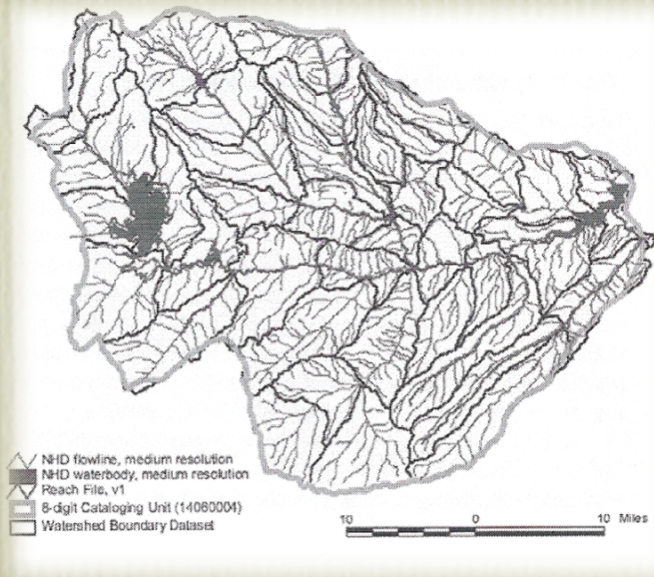 NHD flowline, medium resolution
NHD waterbody, medium resolution
Reach File, v1
8-digit Cataloging Unit (14060004)
Watershed Boundary Dataset
10 0 10 Miles